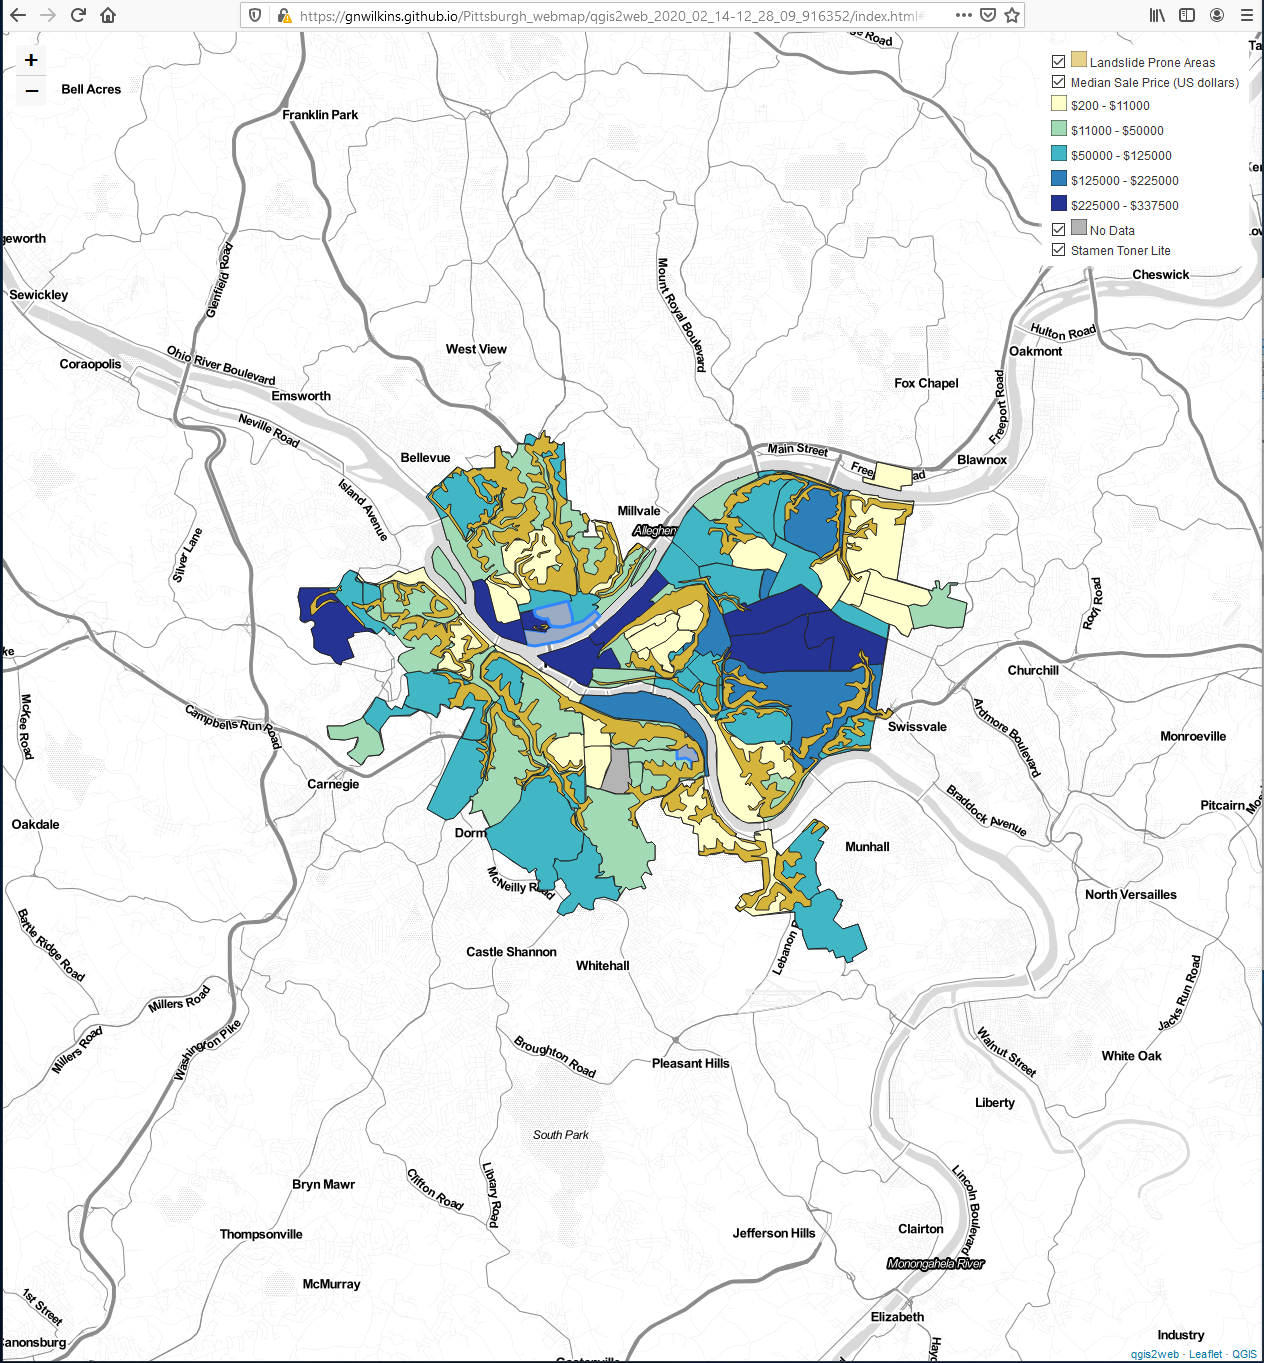 https://gnwilkins.github.io/Pittsburgh_webmap/qgis2web_2020_02_14-12_28_09_916352/index.html#
+
−
Landslide Prone Areas
Median Sale Price (US dollars)
$200 - $11000
$11000 - $50000
$50000 - $125000
$125000 - $225000
$225000 - $337500
No Data
Stamen Toner Lite
Bell Acres
Franklin Park
geworth
Glenfield Road
Sewickley
Mount Royal Boulevard
Cheswick
Hulton Road
Oakmont
West View
Ohio River Boulevard
Coraopolis
Fox Chapel
Emsworth
Freeport Road
Neville Road
Main Street
Bellevue
Blawnox
Free
ad
Island Avenue
Millvale
Allegheny
Silver Lane
Roof Road
ke
Churchill
McKee Road
Campbells Run Road
Ardmore Boulevard
Swissvale
Monroeville
Carnegie
Braddock Avenue
Pitcairn
Oakdale
Dorm
Munhall
McNeilly Road
North Versailles
Battle Ridge Road
Castle Shannon
Lebanon
Whitehall
Millers Road
Jacks Run Road
Millers Road
Washington Pike
Broughton Road
Walnut Street
White Oak
Pleasant Hills
Liberty
South Park
Bryn Mawr
Clifton Road
Library Road
Lincoln Boulevard
Thompsonville
Jefferson Hills
Clairton
Monongahela River
McMurray
1st Street
Elizabeth
Canonsburg
Industry
qgis2web · Leaflet · QGIS